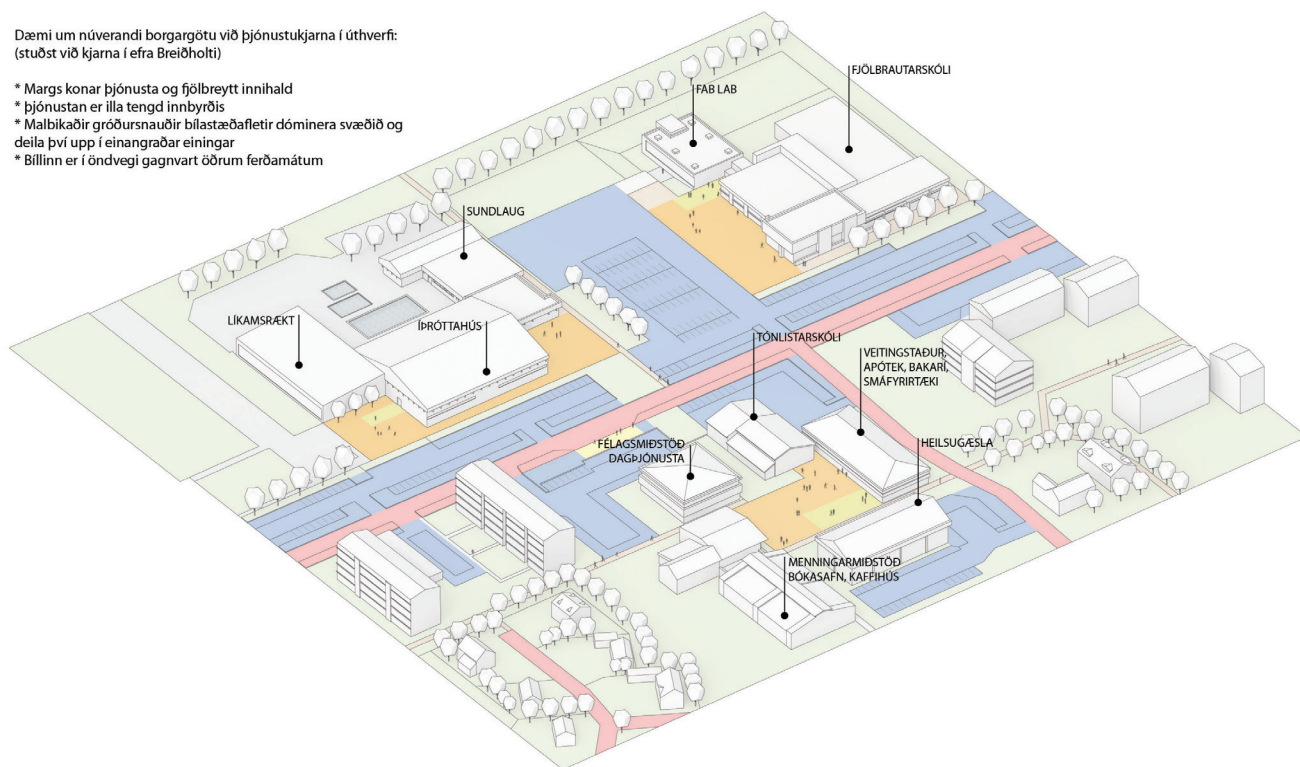 Dæmi um núverandi borgargötu við þjónustukjarna í úthverfi:
(stuðst við kjarna í efra Breiðholti)
* Margs konar þjónusta og fjölbreytt innihald
* þjónustan er illa tengd innbyrðis
* Malbikaðir gróðursnauðir bílastæðafletir dóminera svæðið og
deila því upp í einangraðar einingar
* Bíllinn er í öndvegi gagnvart öðrum ferðamátum
FJÖLBRAUTARSKÓLI
FAB LAB
SUNDLAUG
LÍKAMSRÆKT
ÍÞRÓTTAHÚS
TÓNLISTARSKÓLI
VEITINGSTAÐUR,
APÓTEK, BAKARI,
SMÁFYRIRTÆKI
FÉLAGSMIÐSTÖÐ
DAGÞJÓNUSTA
HEILSUGÆSLA
MENNINGARMIÐSTÖÐ
BÓKASAFN, KAFFIHÚS